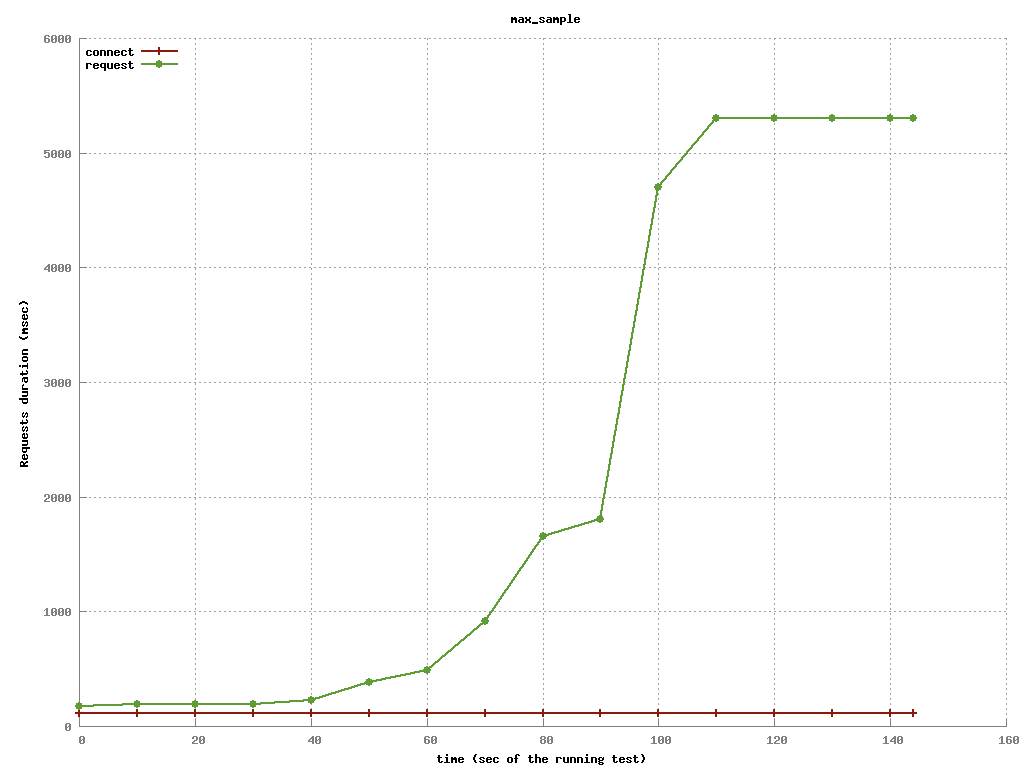 max_sample
6000
connect
request
5000
4000
3000
Requests duration (msec)
2000
1000
0
0 20 40 60 80 100 120 140 160
time (sec of the running test)